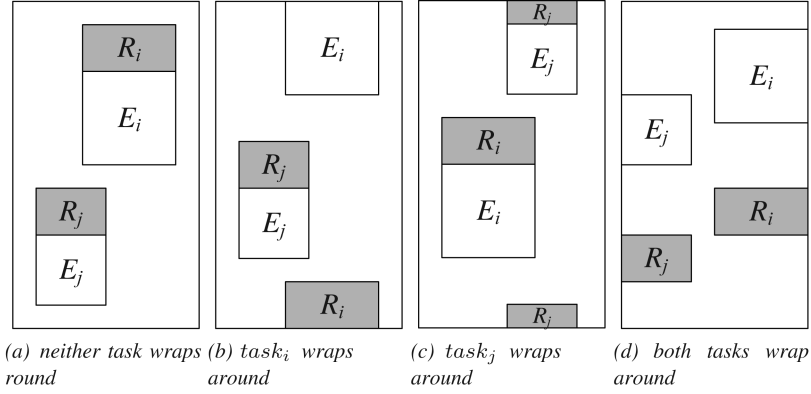 R_i
E_i
R_j
E_j
E_i
R_j
E_j
R_i
R_j
E_j
R_i
E_i
R_j
E_i
E_j
R_i
R_j
(a) neither task wraps round
(b) task_i wraps around
(c) task_j wraps around
(d) both tasks wrap around